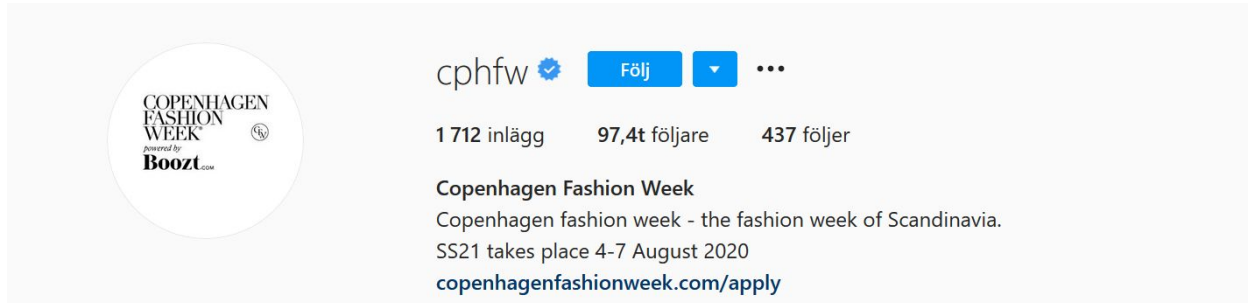 COPENHAGEN
FASHION
WEEK®
powered by
Boozt.COM
cphfw
Följ
1 712 inlägg 97,4t följare 437 följer
Copenhagen Fashion Week
Copenhagen fashion week - the fashion week of Scandinavia.
SS21 takes place 4-7 August 2020
copenhagenfashionweek.com/apply